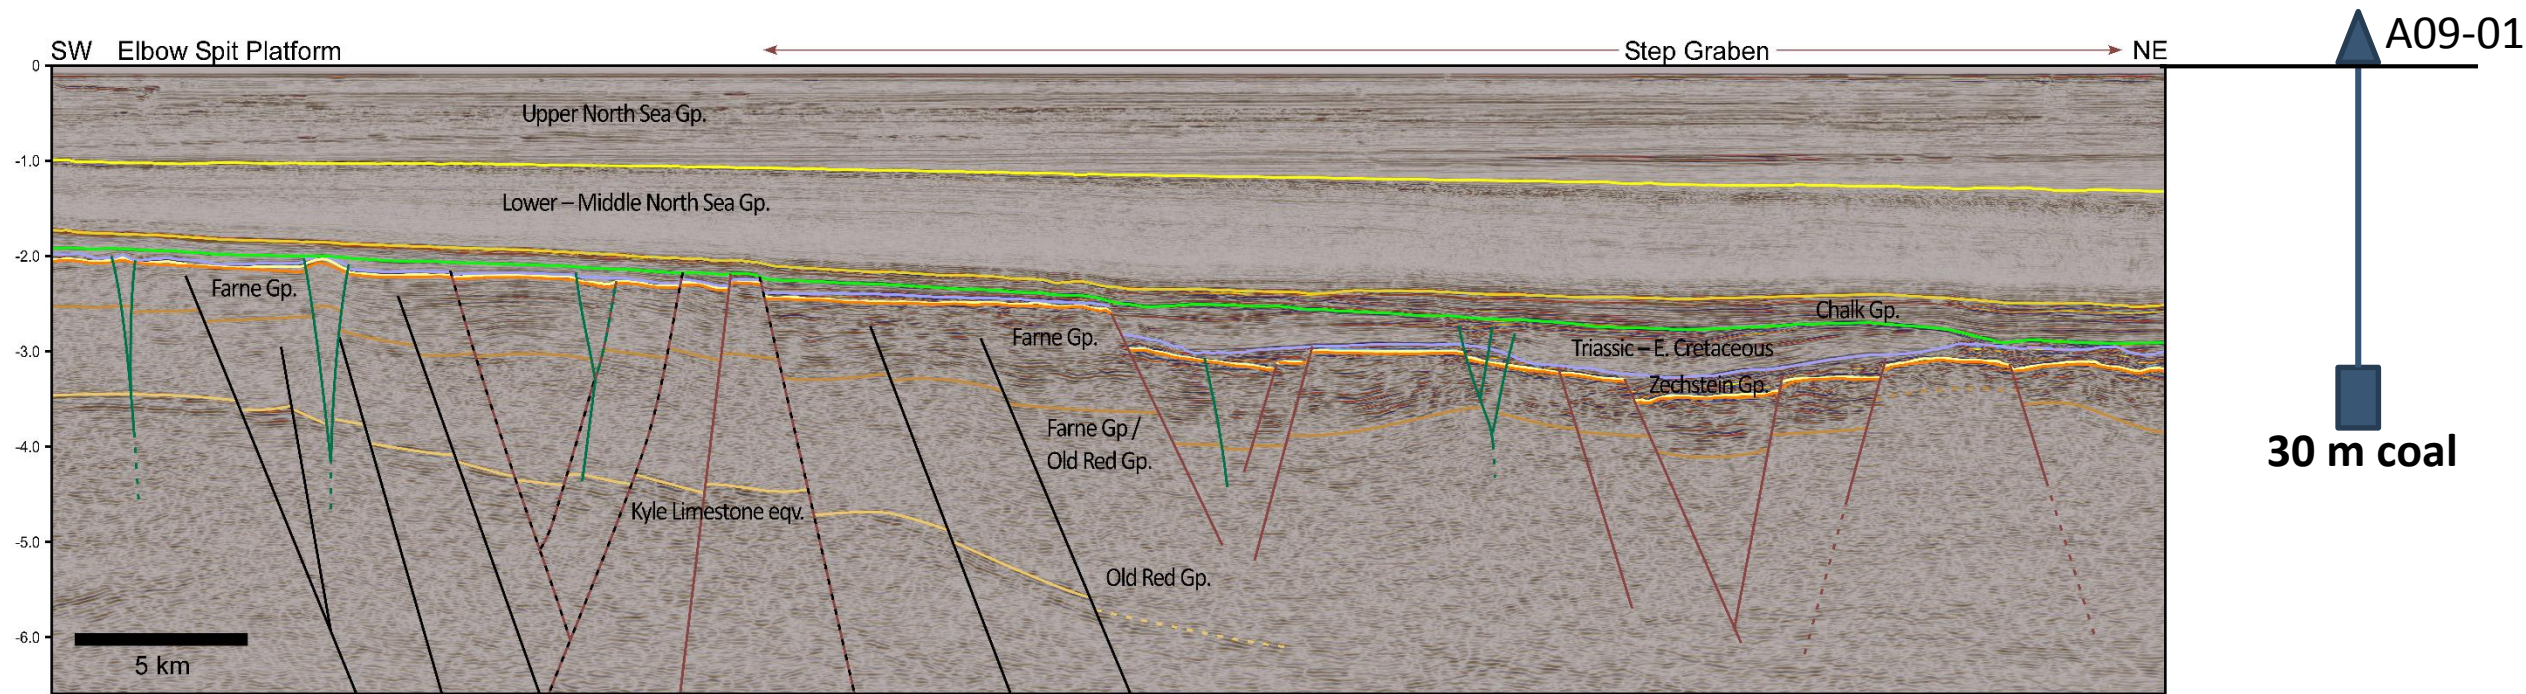 SW Elbow Spit Platform
Step Graben
NE
A09-01
0
-1.0
-2.0
-3.0
-4.0
-5.0
-6.0
Upper North Sea Gp.
Lower – Middle North Sea Gp.
Farne Gp.
Chalk Gp.
Farne Gp.
Triassic – E. Cretaceous
Zechstein Gp.
Farne Gp /
Old Red Gp.
30 m coal
Kyle Limestone eqv.
Old Red Gp.
5 km